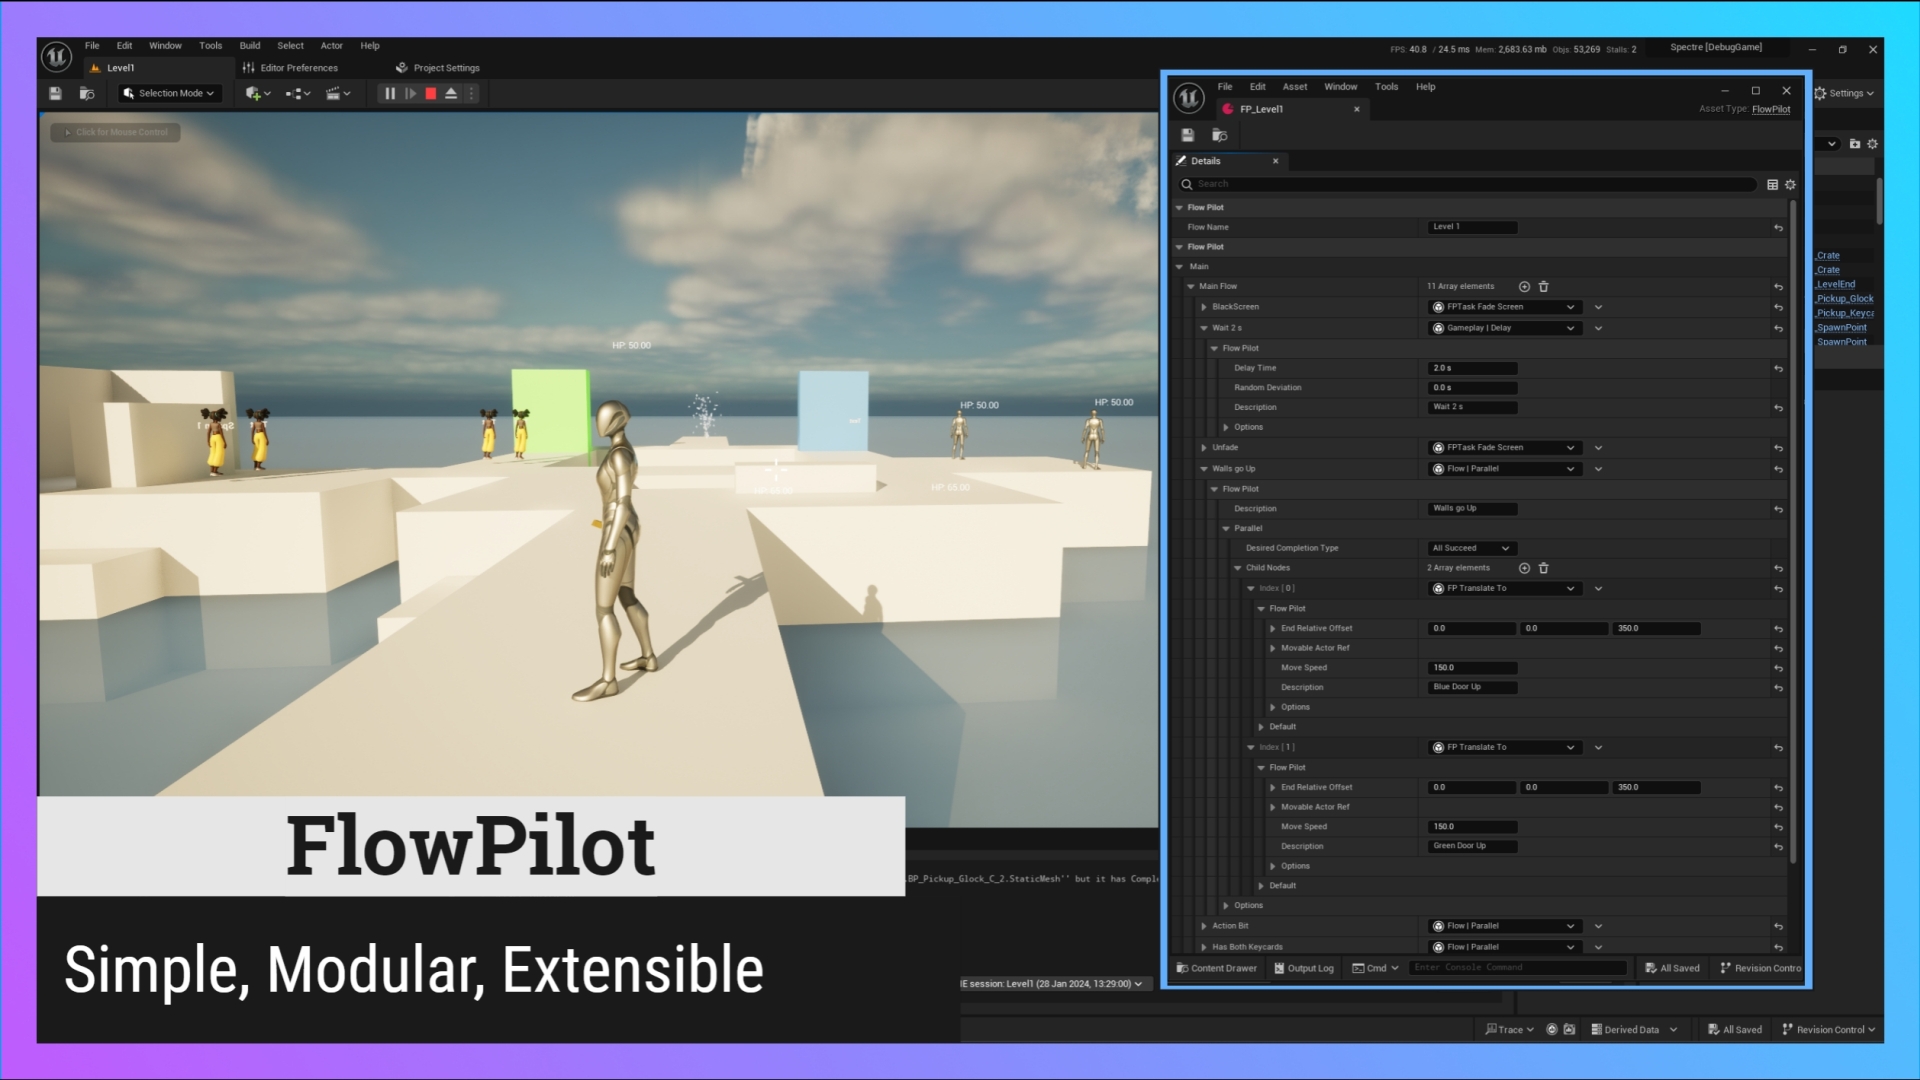 File Edit Window Tools Build Select Actor Help
FPS: 40.8 / 24.5 ms Mem: 2,683.63 mb Objs: 53,269 Stalls: 2
Spectre [DebugGame]
Level1
Editor Preferences
Project Settings
Selection Mode
Settings
Click for Mouse Control
HP: 50.00
HP: 50.00
HP: 50.00
HP: 55.00
File Edit Asset Window Tools Help
FP_Level1
Asset Type: FlowPilot
Details
Search
Flow Pilot
Flow Name Level 1
Flow Pilot
Main
Main Flow 11 Array elements
BlackScreen FPTask Fade Screen
Wait 2 s Gameplay | Delay
Flow Pilot
Delay Time 2.0 s
Random Deviation 0.0 s
Description Wait 2 s
Options
Unfade FPTask Fade Screen
Walls go Up Flow | Parallel
Flow Pilot
Description Walls go Up
Parallel
Desired Completion Type All Succeed
Child Nodes 2 Array elements
Index [ 0 ] FP Translate To
Flow Pilot
End Relative Offset 0.0 0.0 350.0
Movable Actor Ref
Move Speed 150.0
Description Blue Door Up
Options
Default
Index [ 1 ] FP Translate To
Flow Pilot
End Relative Offset 0.0 0.0 350.0
Movable Actor Ref
Move Speed 150.0
Description Green Door Up
Options
Default
Options
Action Bit Flow | Parallel
Has Both Keycards Flow | Parallel
Content Drawer Output Log Cmd Enter Console Command All Saved Revision Contro
_Crate
_Crate
_LevelEnd
_Pickup_Glock
_Pickup_Keyca
_SpawnPoint
SpawnPoint
FlowPilot
.BP_Pickup_Glock_C_2.StaticMesh'' but it has Compl
Simple, Modular, Extensible
IE session: Level1 (28 Jan 2024, 13:29:00)
Trace Derived Data All Saved Revision Control